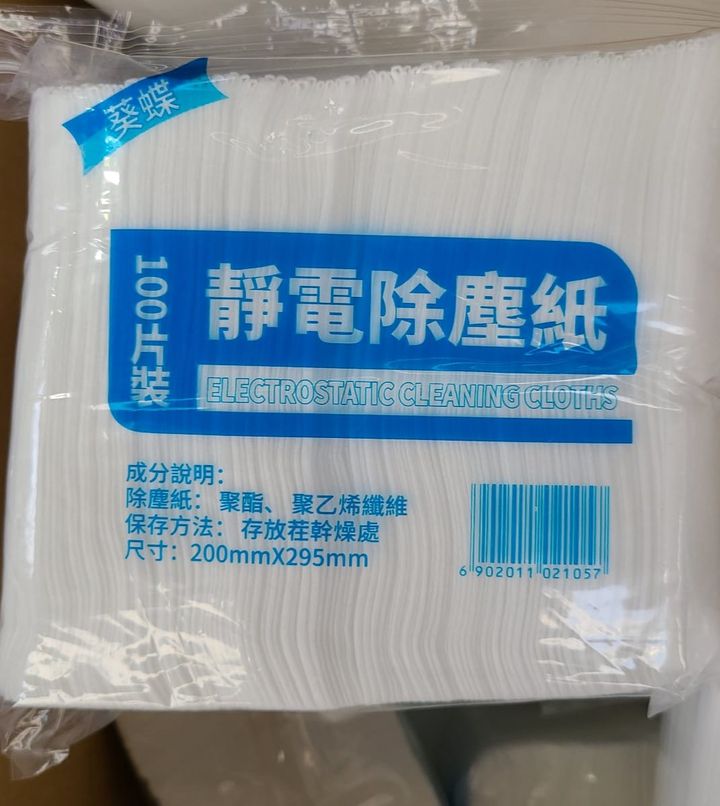 葵蝶
100片裝
靜電除塵紙
ELECTROSTATIC CLEANING CLOTHS
成分說明：
除塵紙： 聚酯、聚乙烯纖維
保存方法： 存放茬幹燥處
尺寸：200mmX295mm
6 902011 021057